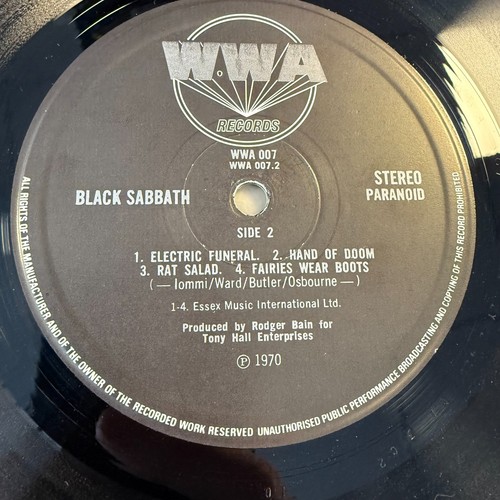 W.WA
RECORDS
WWA 007
WWA 007.2
BLACK SABBATH
STEREO
PARANOID
SIDE 2
1. ELECTRIC FUNERAL. 2. HAND OF DOOM
3. RAT SALAD. 4. FAIRIES WEAR BOOTS
(—Iommi/Ward/Butler/Osbourne—)
1-4. Essex Music International Ltd.
Produced by Rodger Bain for
Tony Hall Enterprises
℗ 1970
ALL RIGHTS OF THE MANUFACTURER AND OF THE OWNER OF THE RECORDED WORK RESERVED UNAUTHORISED PUBLIC PERFORMANCE BROADCASTING AND COPYING OF THIS RECORD PROHIBITED